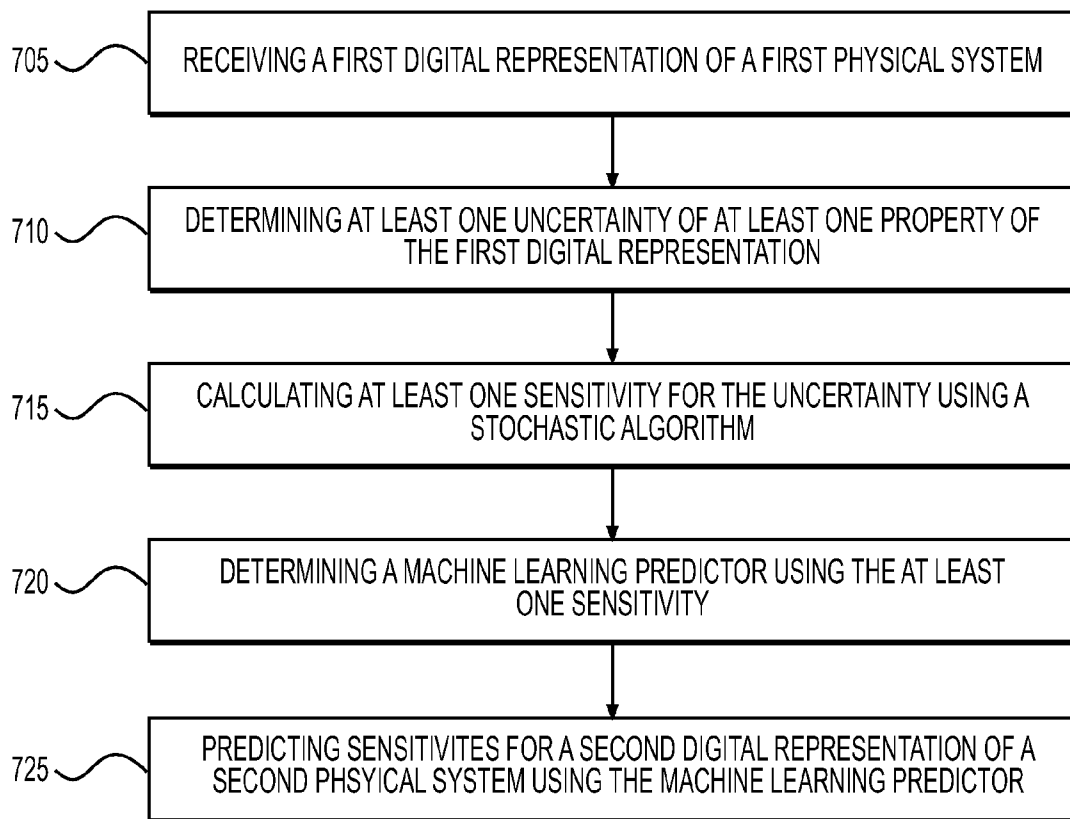 705
RECEIVING A FIRST DIGITAL REPRESENTATION OF A FIRST PHYSICAL SYSTEM
710
DETERMINING AT LEAST ONE UNCERTAINTY OF AT LEAST ONE PROPERTY OF
THE FIRST DIGITAL REPRESENTATION
715
CALCULATING AT LEAST ONE SENSITIVITY FOR THE UNCERTAINTY USING A
STOCHASTIC ALGORITHM
720
DETERMINING A MACHINE LEARNING PREDICTOR USING THE AT LEAST
ONE SENSITIVITY
725
PREDICTING SENSITIVITES FOR A SECOND DIGITAL REPRESENTATION OF A
SECOND PHSYICAL SYSTEM USING THE MACHINE LEARNING PREDICTOR